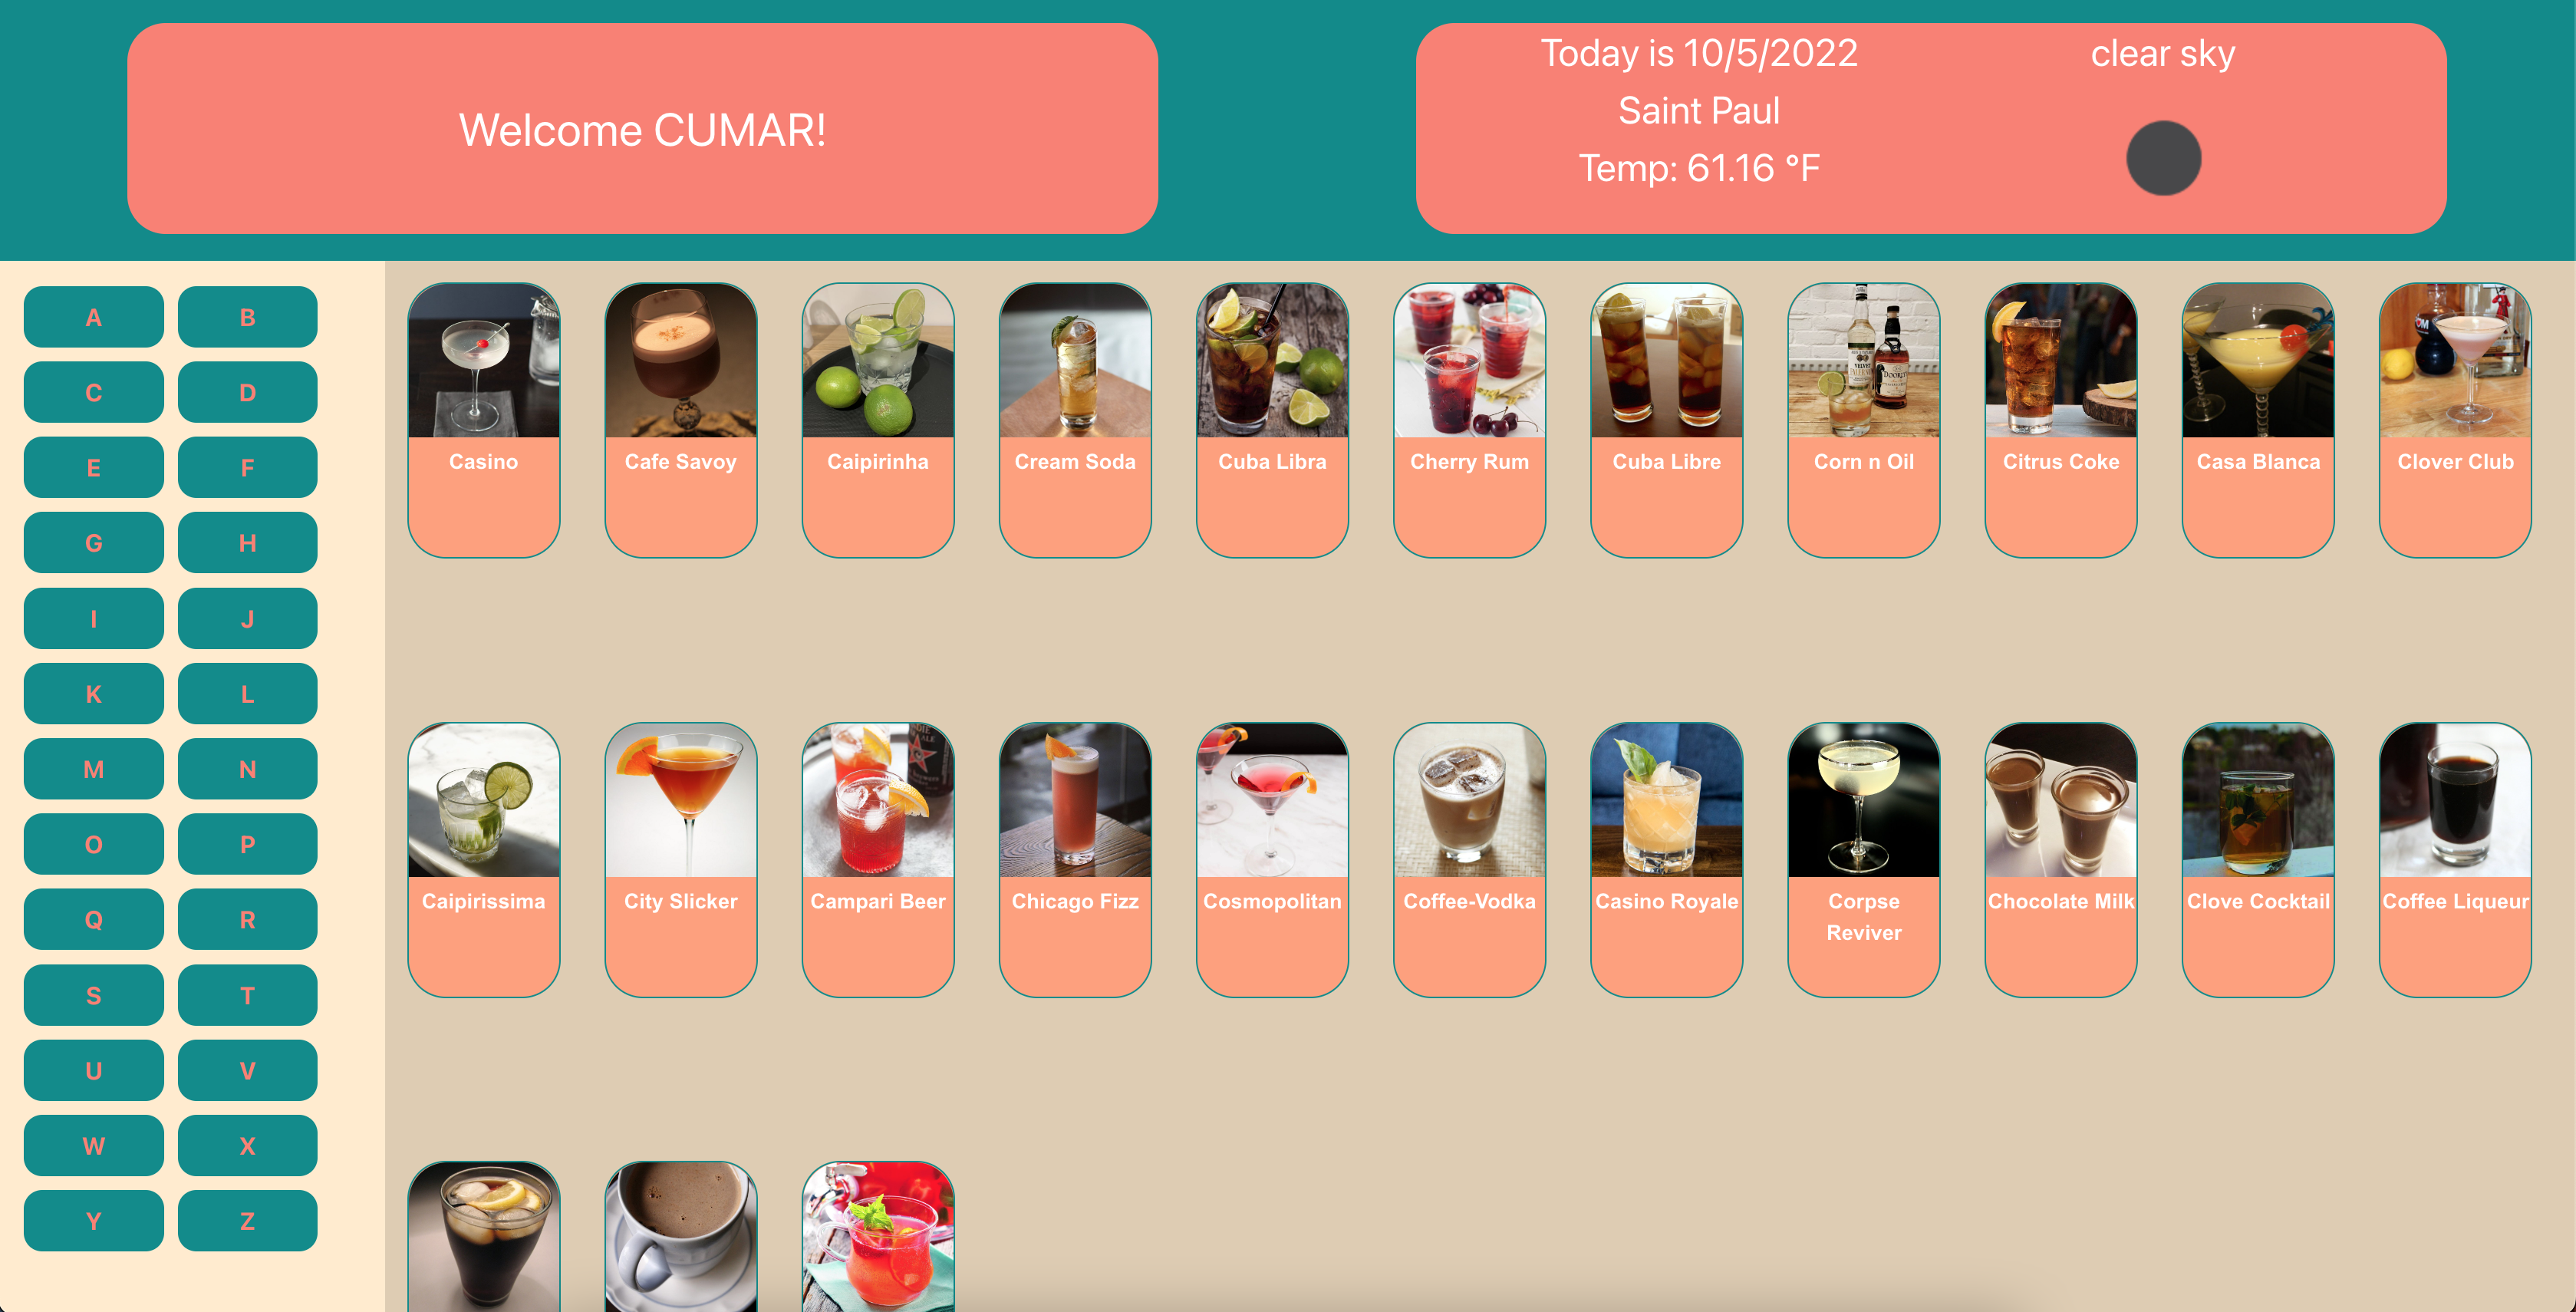 Welcome CUMAR!
Today is 10/5/2022
Saint Paul
Temp: 61.16 °F
clear sky
A B
C D
E F
G H
I J
K L
M N
O P
Q R
S T
U V
W X
Y Z
Casino
Cafe Savoy
Caipirinha
Cream Soda
Cuba Libra
Cherry Rum
Cuba Libre
Corn n Oil
Citrus Coke
Casa Blanca
Clover Club
Caipirissima
City Slicker
Campari Beer
Chicago Fizz
Cosmopolitan
Coffee-Vodka
Casino Royale
Corpse
Reviver
Chocolate Milk
Clove Cocktail
Coffee Liqueur